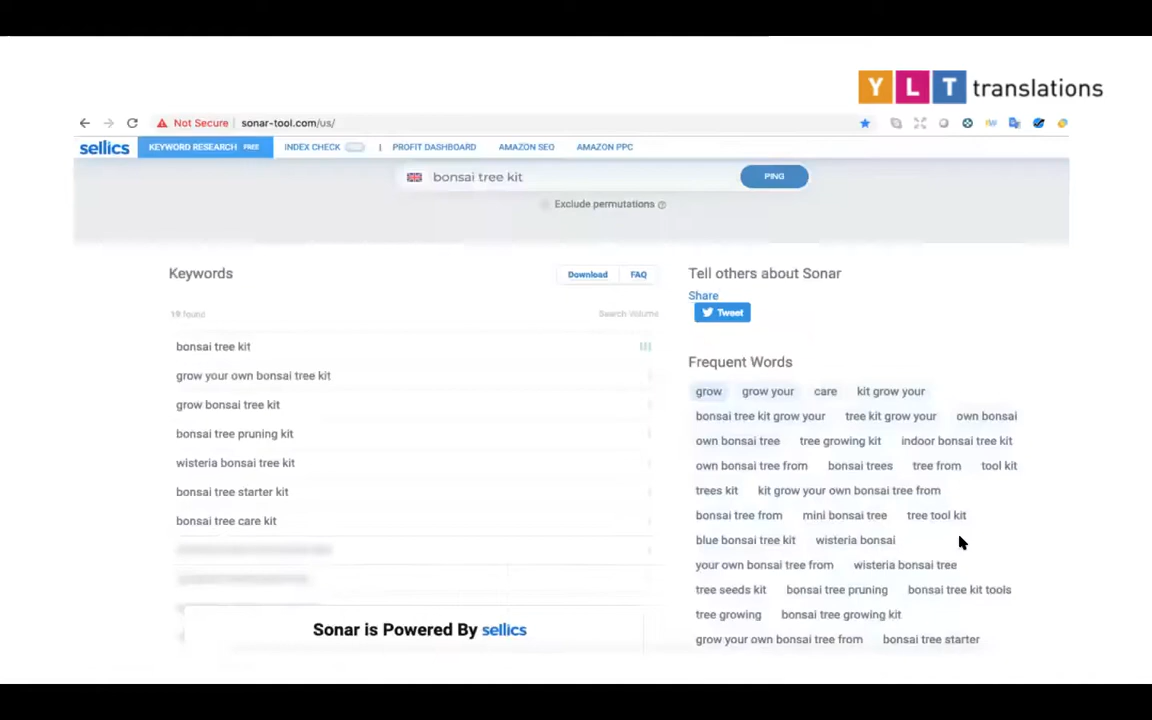 Y L T translations
Not Secure | sonar-tool.com/us/
sellics KEYWORD RESEARCH FREE INDEX CHECK | PROFIT DASHBOARD AMAZON SEO AMAZON PPC
bonsai tree kit PING
Exclude permutations
Keywords Download FAQ
19 found Search Volume
bonsai tree kit
grow your own bonsai tree kit
grow bonsai tree kit
bonsai tree pruning kit
wisteria bonsai tree kit
bonsai tree starter kit
bonsai tree care kit
Sonar is Powered By sellics
Tell others about Sonar
Share
Tweet
Frequent Words
grow grow your care kit grow your
bonsai tree kit grow your tree kit grow your own bonsai
own bonsai tree tree growing kit indoor bonsai tree kit
own bonsai tree from bonsai trees tree from tool kit
trees kit kit grow your own bonsai tree from
bonsai tree from mini bonsai tree tree tool kit
blue bonsai tree kit wisteria bonsai
your own bonsai tree from wisteria bonsai tree
tree seeds kit bonsai tree pruning bonsai tree kit tools
tree growing bonsai tree growing kit
grow your own bonsai tree from bonsai tree starter